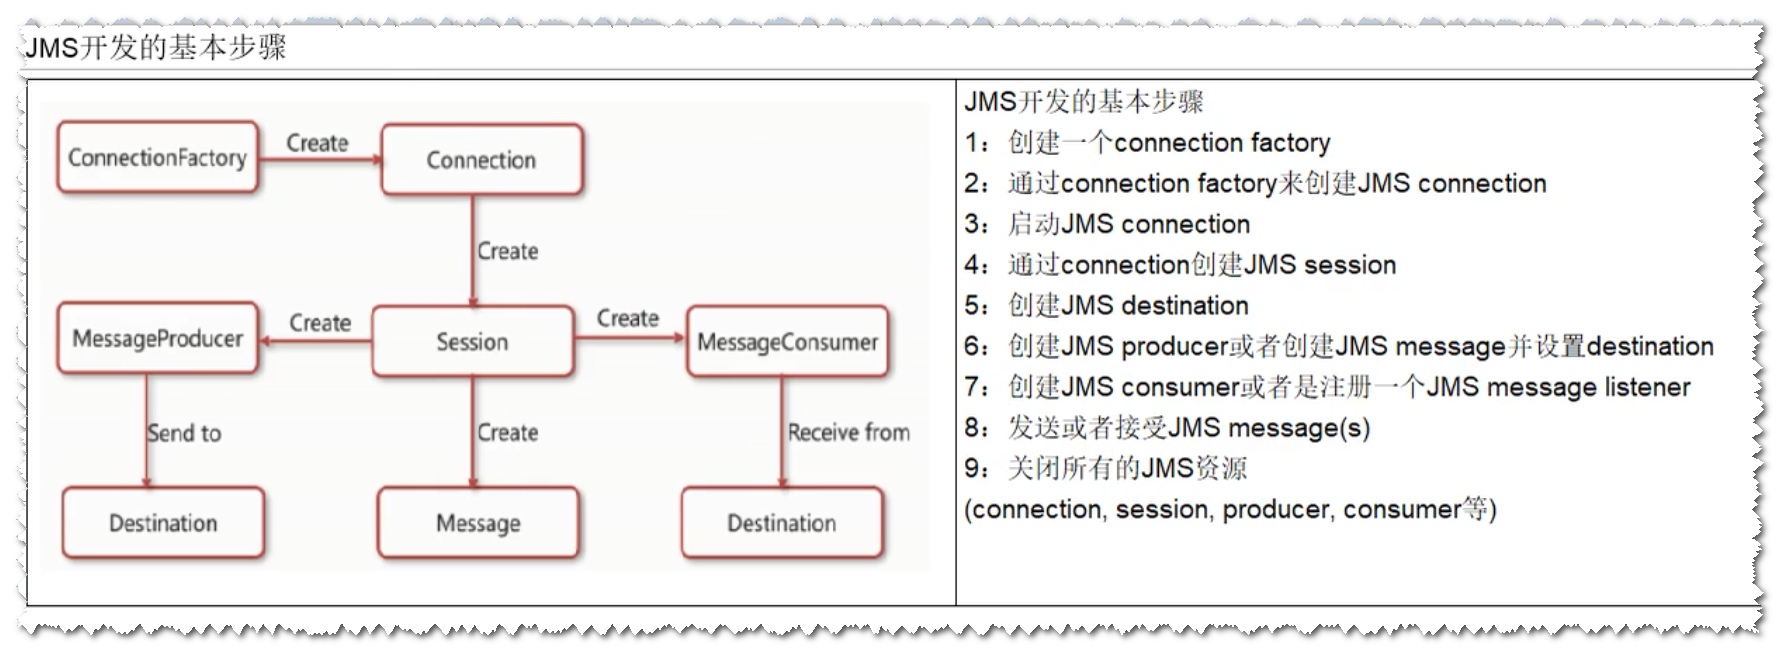 JMS开发的基本步骤
ConnectionFactory
Create
Connection
Create
MessageProducer
Create
Session
Create
MessageConsumer
Send to
Create
Receive from
Destination
Message
Destination
JMS开发的基本步骤
1：创建一个connection factory
2：通过connection factory来创建JMS connection
3：启动JMS connection
4：通过connection创建JMS session
5：创建JMS destination
6：创建JMS producer或者创建JMS message并设置destination
7：创建JMS consumer或者是注册一个JMS message listener
8：发送或者接受JMS message(s)
9：关闭所有的JMS资源
(connection, session, producer, consumer等)